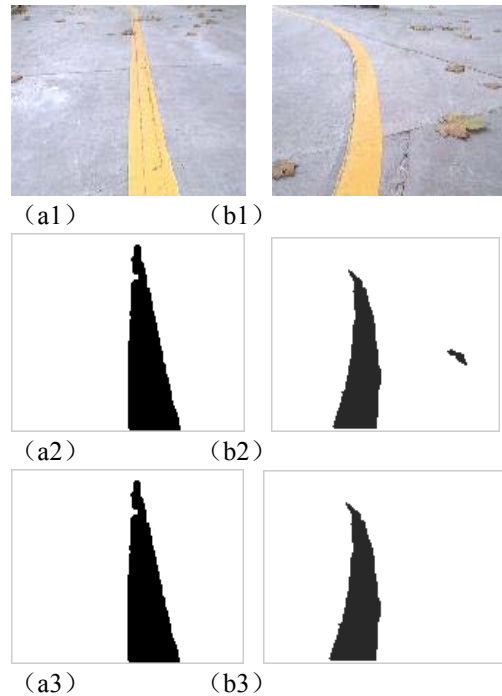 （a1） （b1）
（a2） （b2）
（a3） （b3）